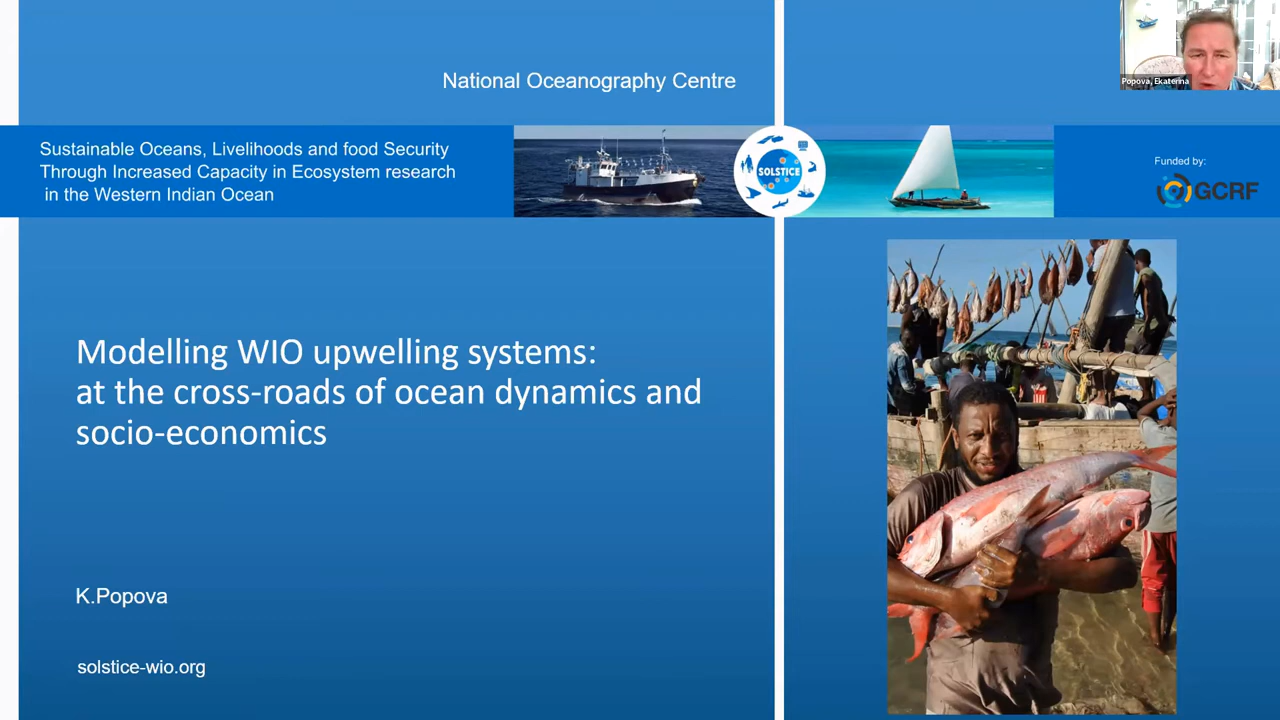 National Oceanography Centre
Popova, Ekaterina
Sustainable Oceans, Livelihoods and food Security
Through Increased Capacity in Ecosystem research
in the Western Indian Ocean
SOLSTICE
Funded by:
GCRF
Modelling WIO upwelling systems:
at the cross-roads of ocean dynamics and
socio-economics
K.Popova
solstice-wio.org